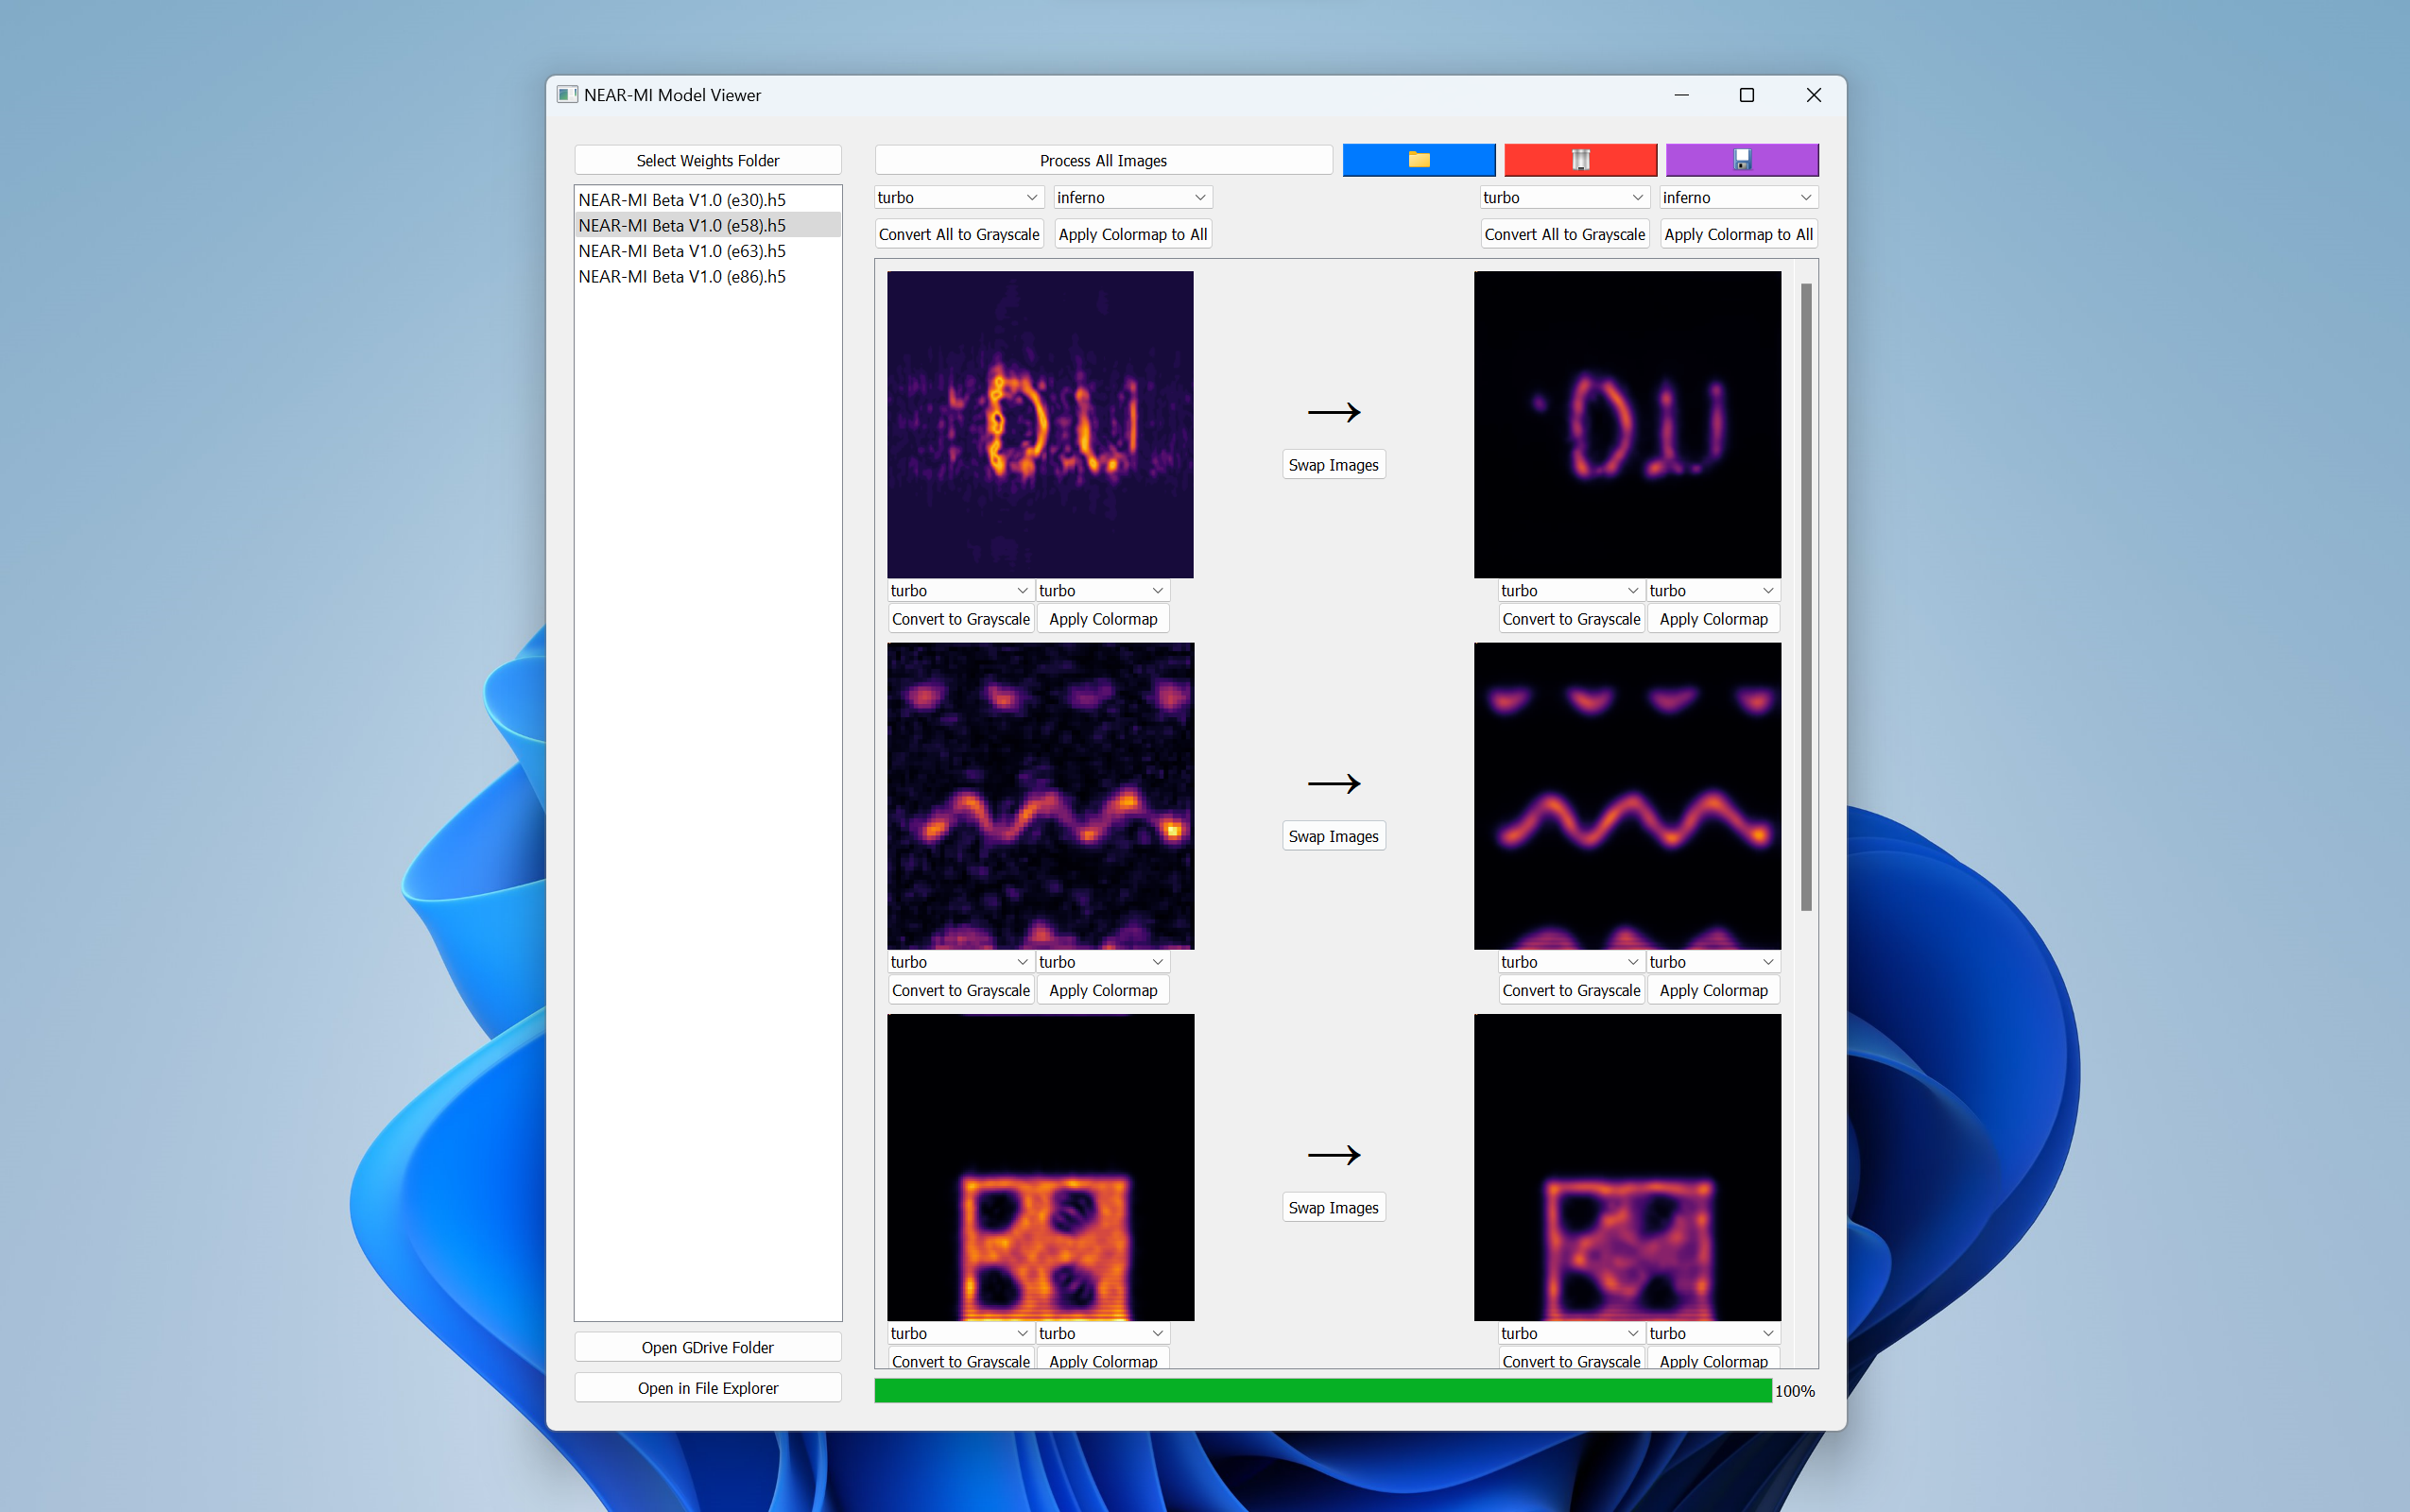 NEAR-MI Model Viewer
Select Weights Folder
Process All Images
NEAR-MI Beta V1.0 (e30).h5
NEAR-MI Beta V1.0 (e58).h5
NEAR-MI Beta V1.0 (e63).h5
NEAR-MI Beta V1.0 (e86).h5
turbo inferno turbo inferno
Convert All to Grayscale Apply Colormap to All Convert All to Grayscale Apply Colormap to All
DU DU
Swap Images
turbo turbo turbo turbo
Convert to Grayscale Apply Colormap Convert to Grayscale Apply Colormap
Swap Images
turbo turbo turbo turbo
Convert to Grayscale Apply Colormap Convert to Grayscale Apply Colormap
Swap Images
turbo turbo turbo turbo
Convert to Grayscale Apply Colormap Convert to Grayscale Apply Colormap
Open GDrive Folder
Open in File Explorer
100%